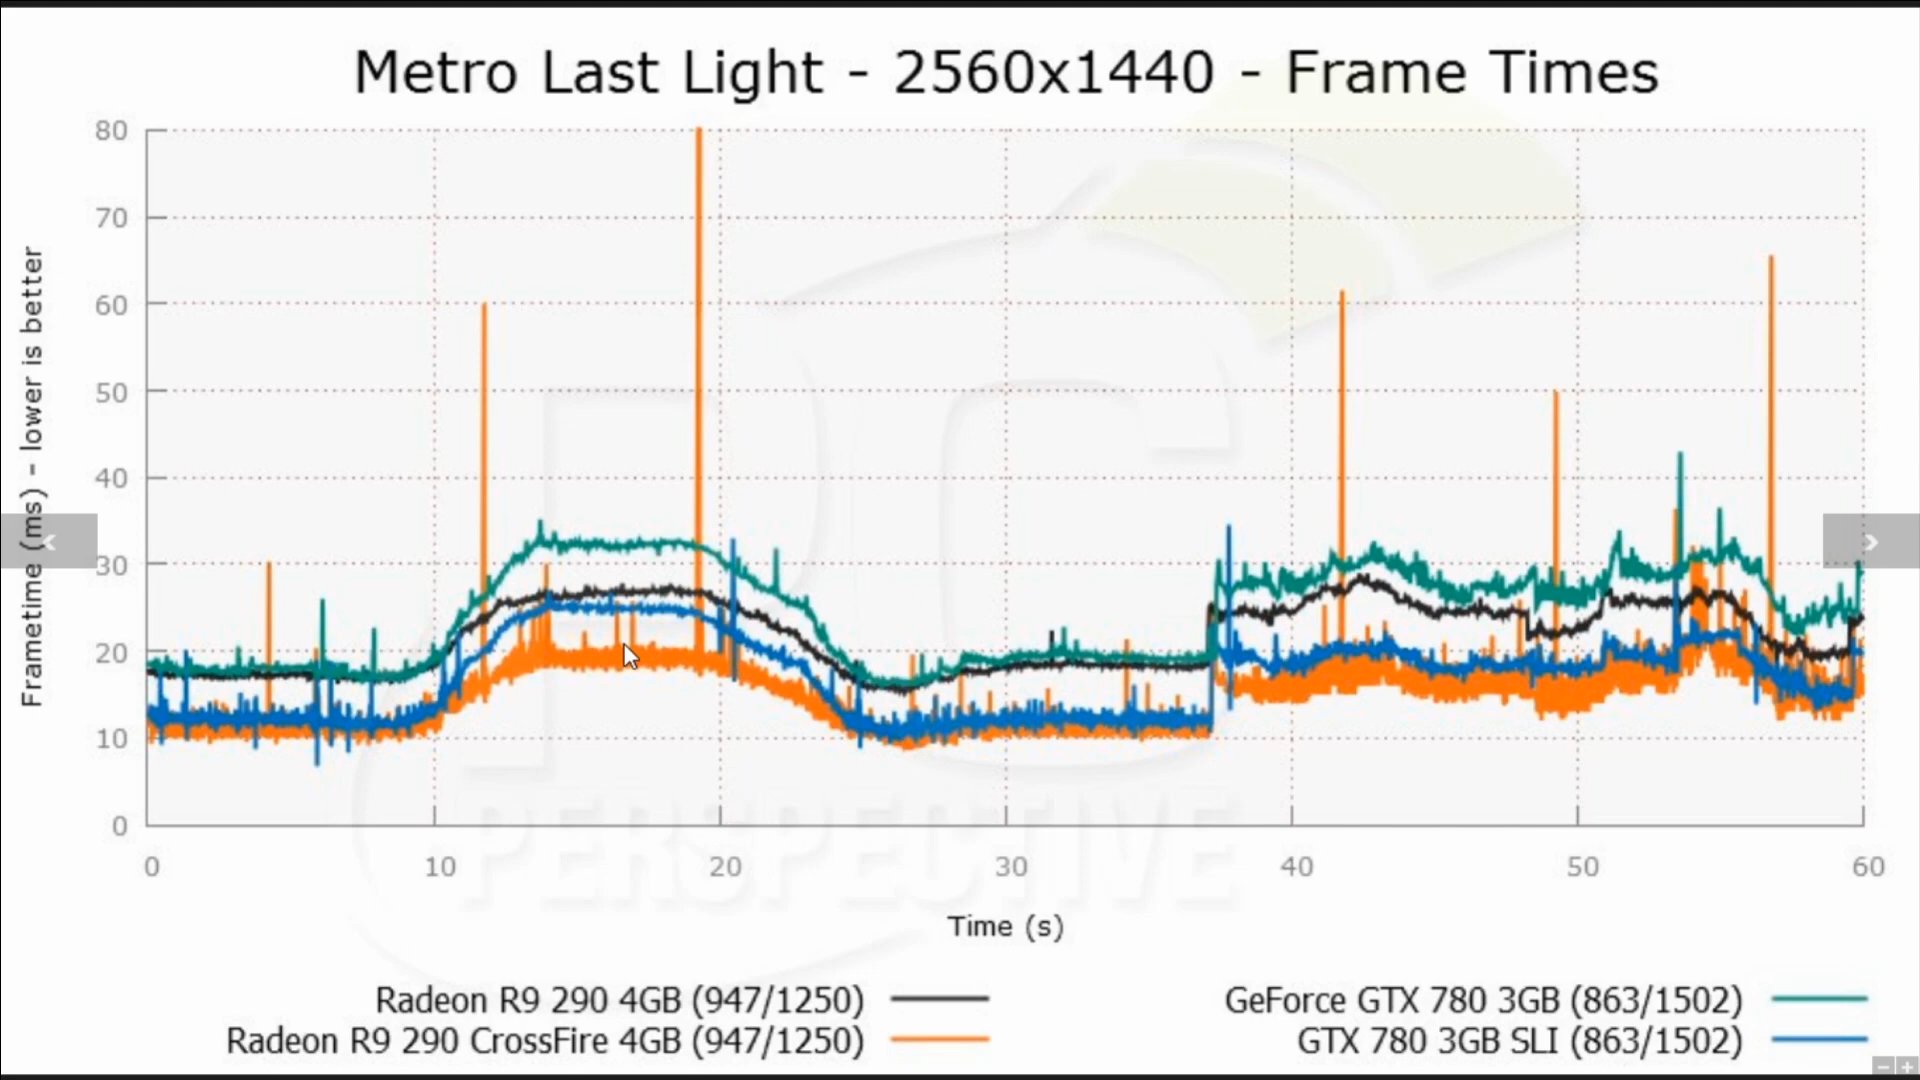 Metro Last Light - 2560x1440 - Frame Times
Frametime (ms) - lower is better
80
70
60
50
40
30
20
10
0
0 10 20 30 40 50 60
Time (s)
PC
PERSPECTIVE
Radeon R9 290 4GB (947/1250)
Radeon R9 290 CrossFire 4GB (947/1250)
GeForce GTX 780 3GB (863/1502)
GTX 780 3GB SLI (863/1502)